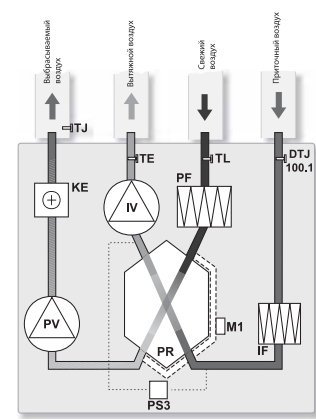 Выбрасываемый
воздух
Вытяжной воздух
Свежий
воздух
Приточный воздух
TJ
TE
TL
DTJ
100.1
KE
IV
PF
PV
PR
M1
IF
PS3